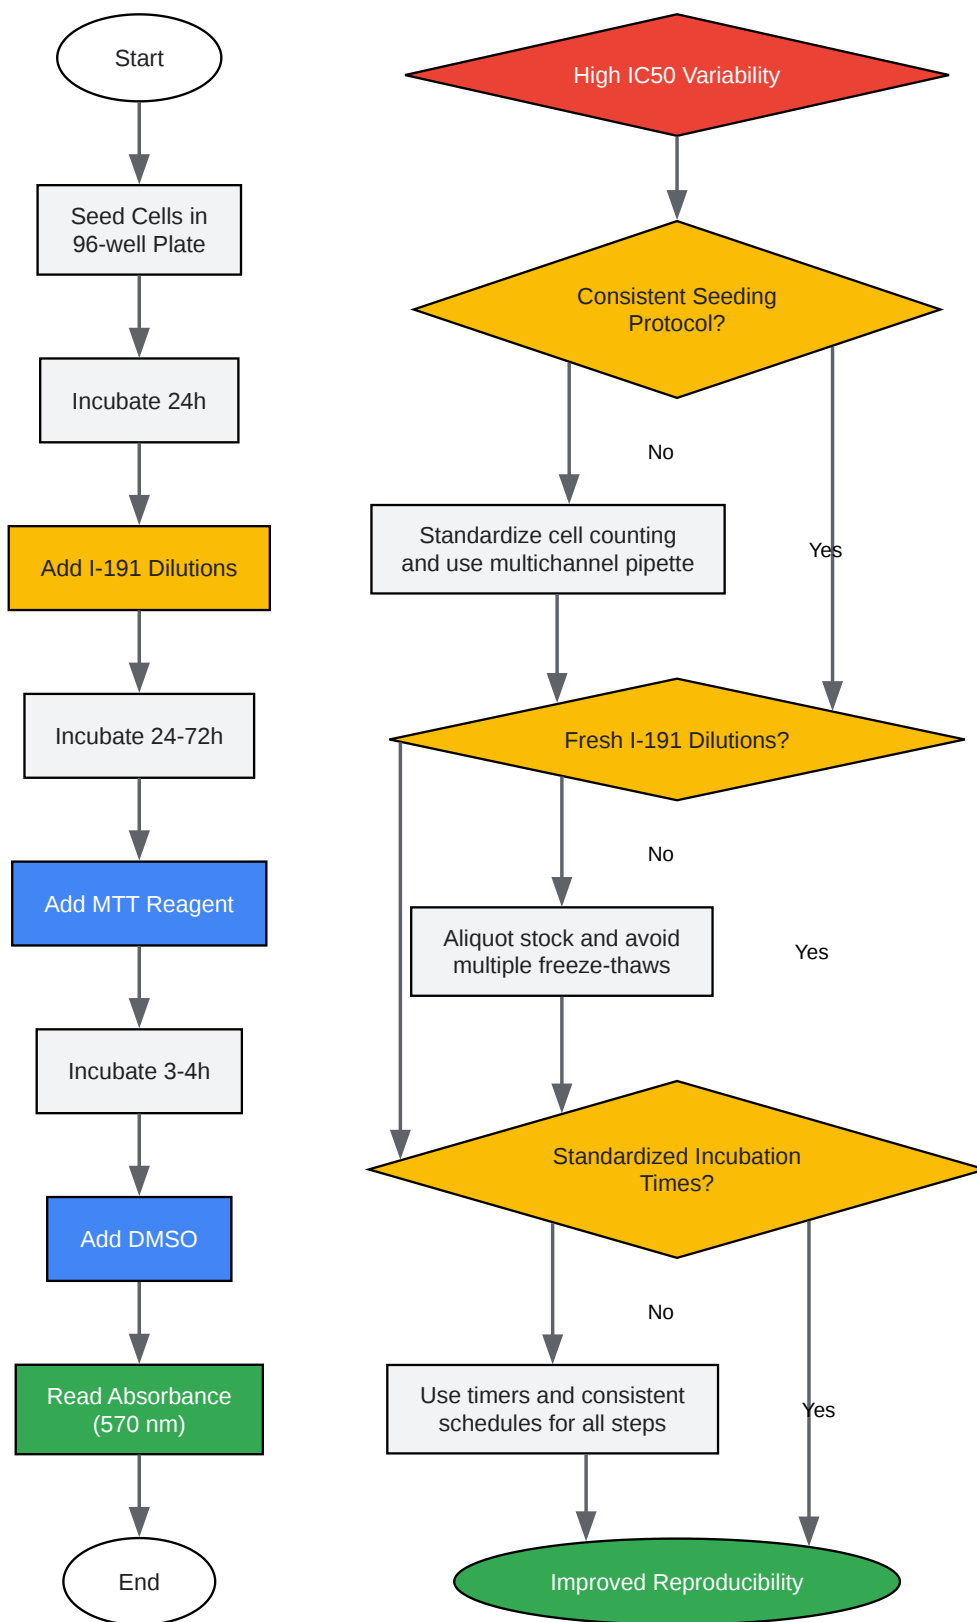 Start
Seed Cells in
96-well Plate
Incubate 24h
Add I-191 Dilutions
Incubate 24-72h
Add MTT Reagent
Incubate 3-4h
Add DMSO
Read Absorbance
(570 nm)
End
High IC50 Variability
Consistent Seeding
Protocol?
No
Standardize cell counting
and use multichannel pipette
Yes
Fresh I-191 Dilutions?
No
Aliquot stock and avoid
multiple freeze-thaws
Yes
Standardized Incubation
Times?
No
Use timers and consistent
schedules for all steps
Yes
Improved Reproducibility